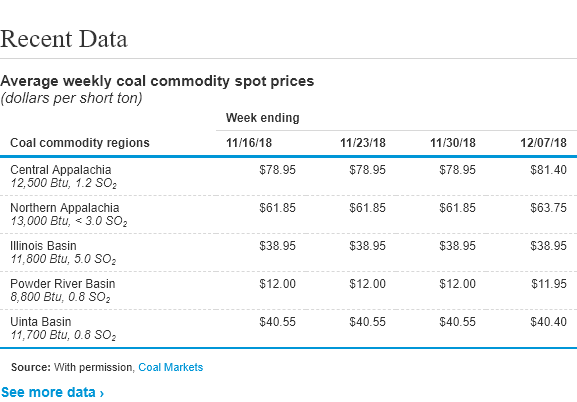 Recent Data
Average weekly coal commodity spot prices
(dollars per short ton)
Week ending
Coal commodity regions 11/16/18 11/23/18 11/30/18 12/07/18
Central Appalachia $78.95 $78.95 $78.95 $81.40
12,500 Btu, 1.2 SO₂
Northern Appalachia $61.85 $61.85 $61.85 $63.75
13,000 Btu, < 3.0 SO₂
Illinois Basin $38.95 $38.95 $38.95 $38.95
11,800 Btu, 5.0 SO₂
Powder River Basin $12.00 $12.00 $12.00 $11.95
8,800 Btu, 0.8 SO₂
Uinta Basin $40.55 $40.55 $40.55 $40.40
11,700 Btu, 0.8 SO₂
Source: With permission, Coal Markets
See more data ›